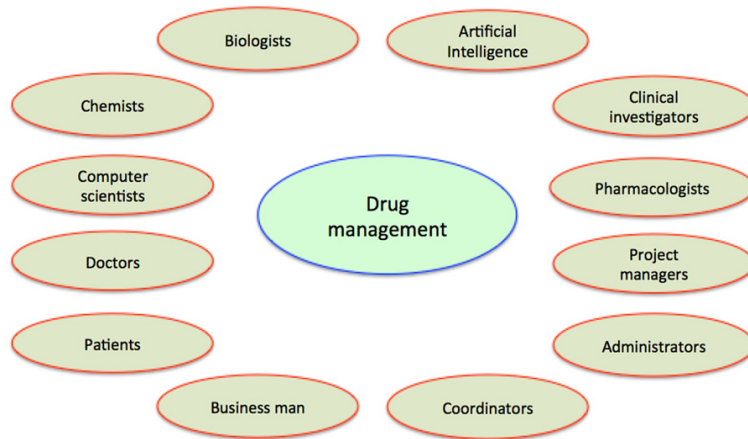 Biologists
Artificial
Intelligence
Chemists
Clinical
investigators
Computer
scientists
Pharmacologists
Drug
management
Doctors
Project
managers
Patients
Administrators
Business man
Coordinators